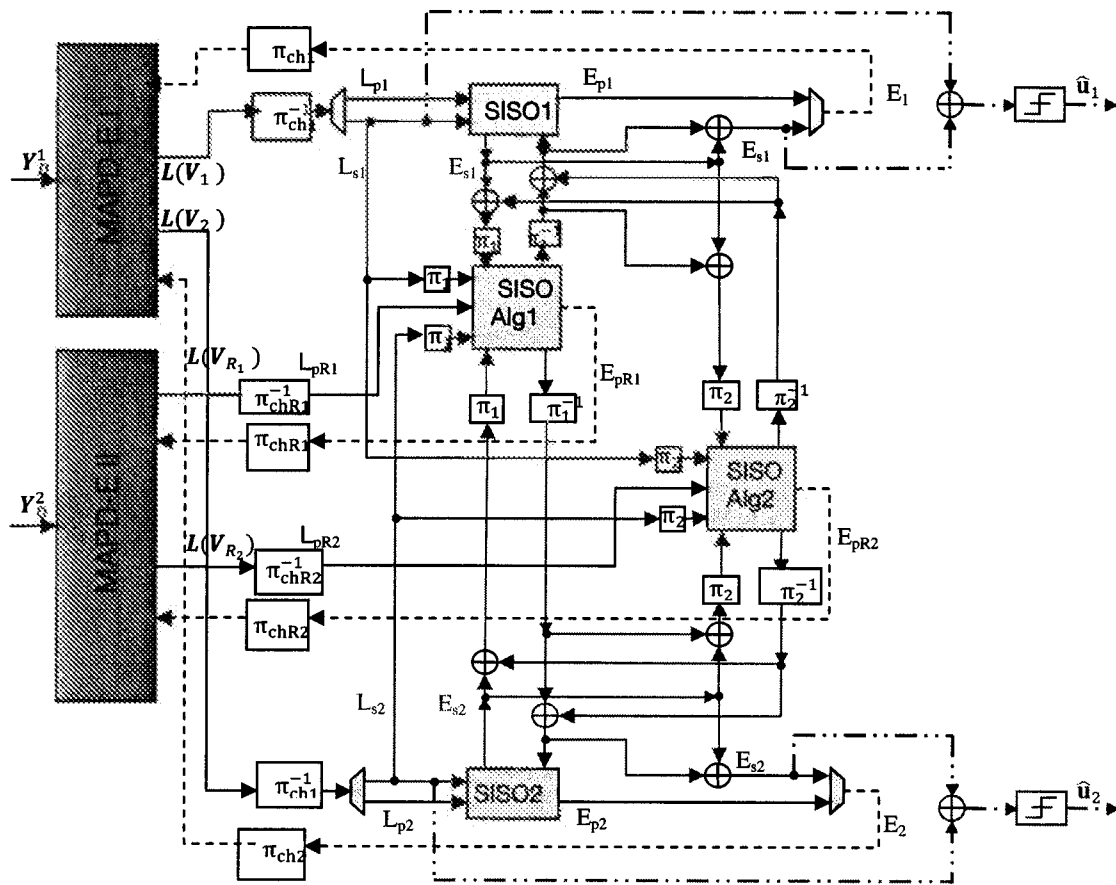 π_ch1
L_p1
E_p1
E_1
SISO1
û_1
π_ch1^-
MAPD EL I
Y^1
L(V_1)
L_s1
E_s1
E_s1
L(V_2)
π_1
π_1
SISO
Alg1
L(V_R1)
L_pR1
E_pR1
π_chR1^-1
π_1
π_1^-1
π_2
π_2^-1
π_chR1
SISO
Alg2
Y^2
MAPD-EL II
L(V_R2)
L_pR2
π_2
E_pR2
π_chR2^-1
π_2
π_2^-1
π_chR2
L_s2
E_s2
E_s2
π_ch1^-1
SISO2
û_2
L_p2
E_p2
E_2
π_ch2